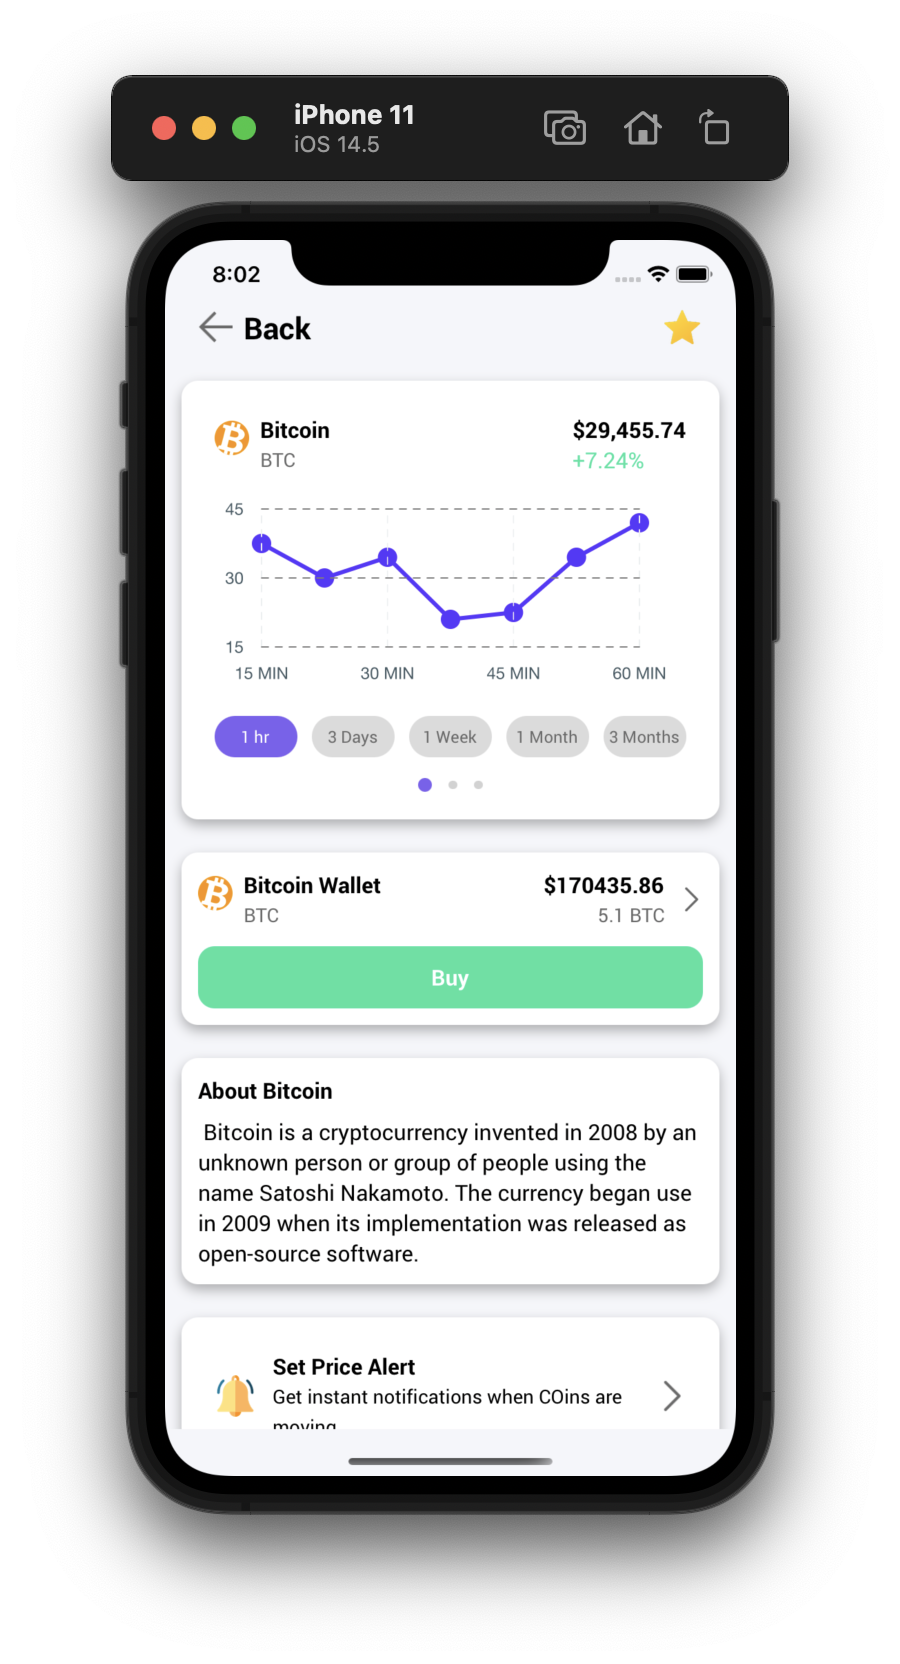 iPhone 11
iOS 14.5
8:02
Back
Bitcoin $29,455.74
BTC +7.24%
45
30
15
15 MIN 30 MIN 45 MIN 60 MIN
1 hr 3 Days 1 Week 1 Month 3 Months
Bitcoin Wallet $170435.86
BTC 5.1 BTC
Buy
About Bitcoin
Bitcoin is a cryptocurrency invented in 2008 by an
unknown person or group of people using the
name Satoshi Nakamoto. The currency began use
in 2009 when its implementation was released as
open-source software.
Set Price Alert
Get instant notifications when COins are
moving